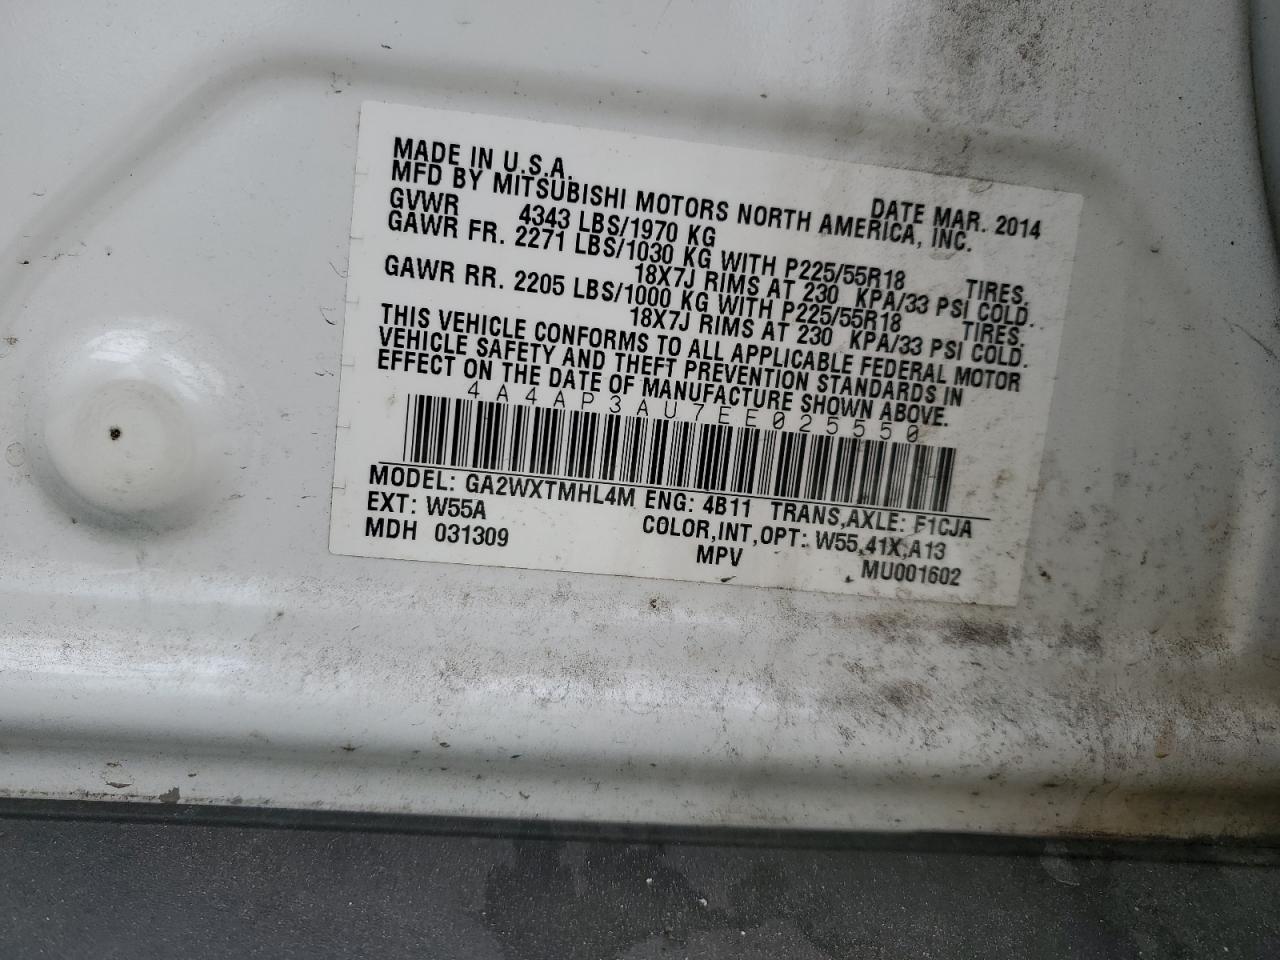 MADE IN U.S.A. DATE MAR. 2014
MFD BY MITSUBISHI MOTORS NORTH AMERICA, INC.
GVWR 4343 LBS/1970 KG
GAWR FR. 2271 LBS/1030 KG WITH P225/55R18 TIRES,
18X7J RIMS AT 230 KPA/33 PSI COLD.
GAWR RR. 2205 LBS/1000 KG WITH P225/55R18 TIRES,
18X7J RIMS AT 230 KPA/33 PSI COLD.
THIS VEHICLE CONFORMS TO ALL APPLICABLE FEDERAL MOTOR
VEHICLE SAFETY AND THEFT PREVENTION STANDARDS IN
EFFECT ON THE DATE OF MANUFACTURE SHOWN ABOVE.
4A4AP3AU7EE025550
MODEL: GA2WXTMHL4M ENG: 4B11 TRANS,AXLE: F1CJA
EXT: W55A COLOR,INT,OPT: W55,41X,A13
MDH 031309 MPV MU001602